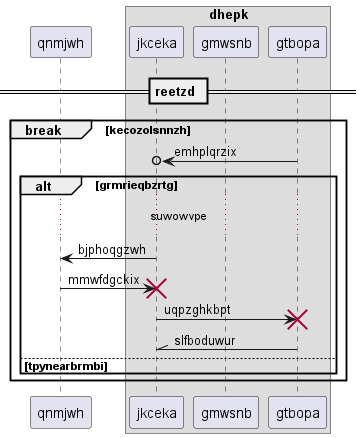 dhepk
qnmjwh jkceka gmwsnb gtbopa
reetzd
break [kecozolsnnzh]
emhplqrzix
alt [grmrieqbzrtg]
suwowvpe
bjphoqgzwh
mmwfdgckix
uqpzghkbpt
slfboduwur
[tpynearbrmbi]
qnmjwh jkceka gmwsnb gtbopa